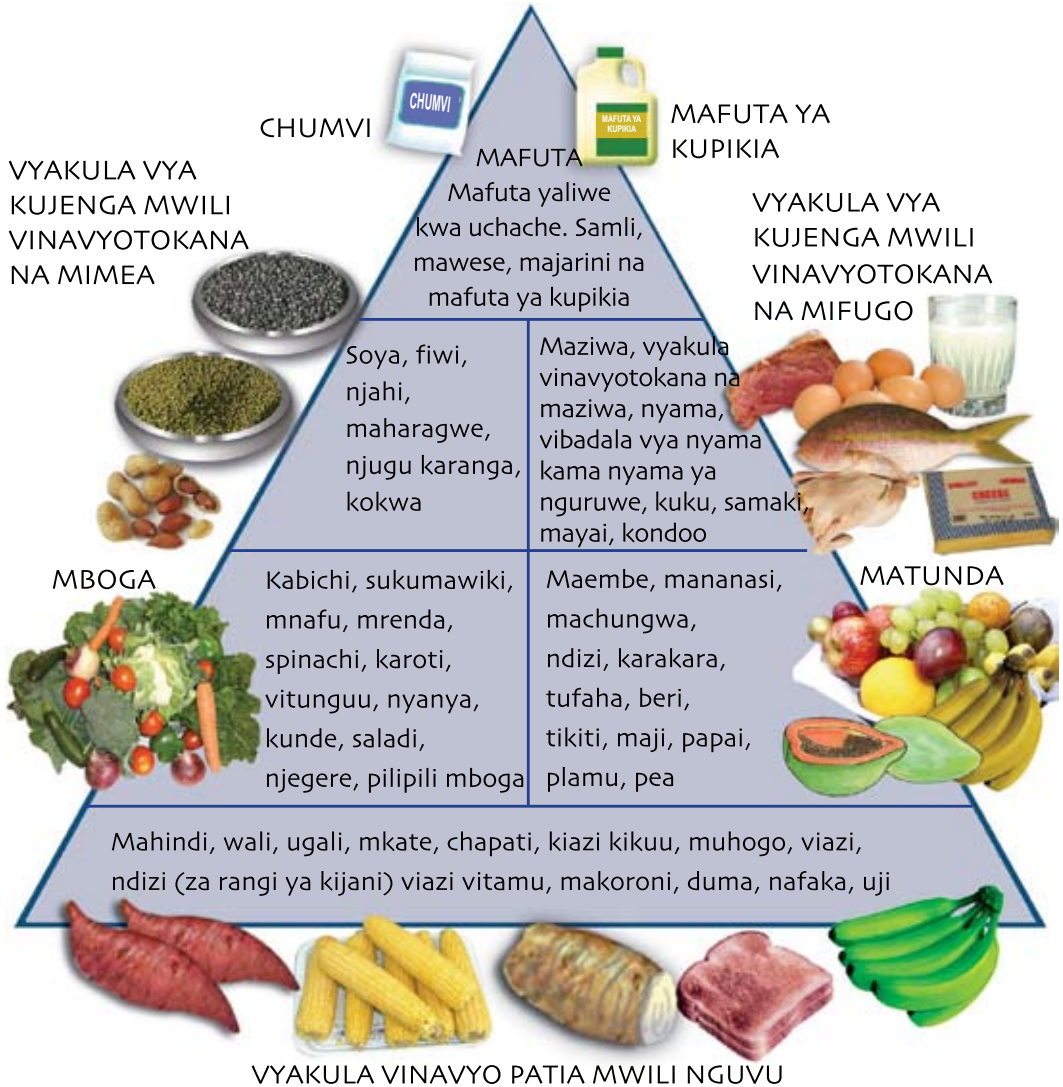 CHUMVI
CHUMVI
MAFUTA YA
KUPIKIA
MAFUTA YA
KUPIKIA
VYAKULA VYA
KUJENGA MWILI
VINAVYOTOKANA
NA MIMEA
MAFUTA
Mafuta yaliwe
kwa uchache. Samli,
mawese, majarini na
mafuta ya kupikia
VYAKULA VYA
KUJENGA MWILI
VINAVYOTOKANA
NA MIFUGO
Soya, fiwi,
njahi,
maharagwe,
njugu karanga,
kokwa
Maziwa, vyakula
vinavyotokana na
maziwa, nyama,
vibadala vya nyama
kama nyama ya
nguruwe, kuku, samaki,
mayai, kondoo
CHEESE
MBOGA
Kabichi, sukumawiki,
mnafu, mrenda,
spinachi, karoti,
vitunguu, nyanya,
kunde, saladi,
njegere, pilipili mboga
Maembe, mananasi,
machungwa,
ndizi, karakara,
tufaha, beri,
tikiti, maji, papai,
plamu, pea
MATUNDA
Mahindi, wali, ugali, mkate, chapati, kiazi kikuu, muhogo, viazi,
ndizi (za rangi ya kijani) viazi vitamu, makoroni, duma, nafaka, uji
VYAKULA VINAVYO PATIA MWILI NGUVU